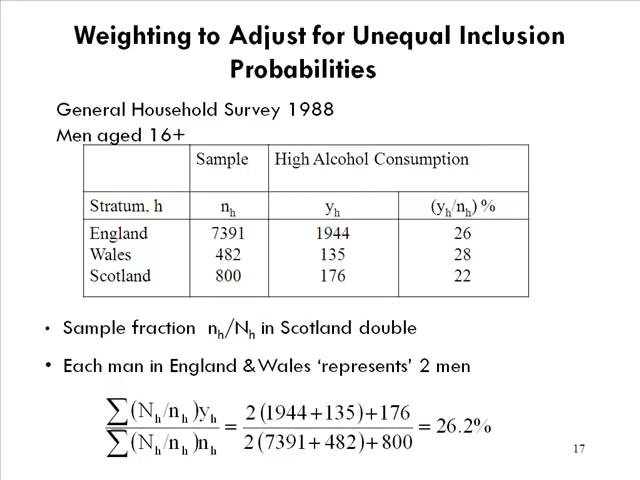 Weighting to Adjust for Unequal Inclusion
Probabilities
General Household Survey 1988
Men aged 16+
Sample High Alcohol Consumption
Stratum, h n_h y_h (y_h/n_h) %
England 7391 1944 26
Wales 482 135 28
Scotland 800 176 22
• Sample fraction n_h/N_h in Scotland double
• Each man in England & Wales ‘represents’ 2 men
∑(N_h/n_h)y_h / ∑(N_h/n_h)n_h = 2(1944+135)+176 / 2(7391+482)+800 = 26.2%
17